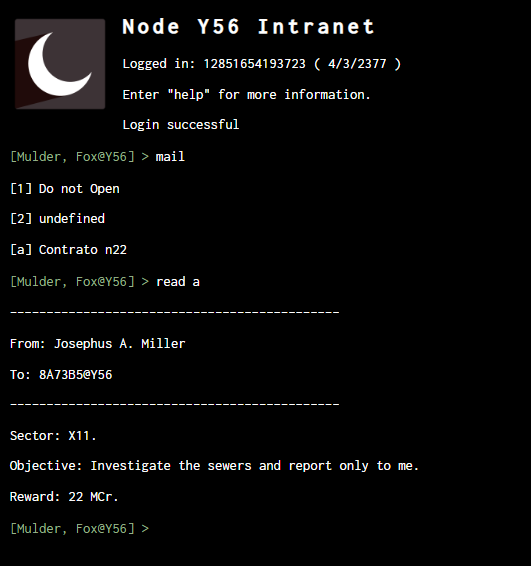 Node Y56 Intranet
Logged in: 12851654193723 ( 4/3/2377 )
Enter "help" for more information.
Login successful
[Mulder, Fox@Y56] > mail
[1] Do not Open
[2] undefined
[a] Contrato n22
[Mulder, Fox@Y56] > read a
---------------------------------------------
From: Josephus A. Miller
To: 8A73B5@Y56
---------------------------------------------
Sector: X11.
Objective: Investigate the sewers and report only to me.
Reward: 22 MCr.
[Mulder, Fox@Y56] >